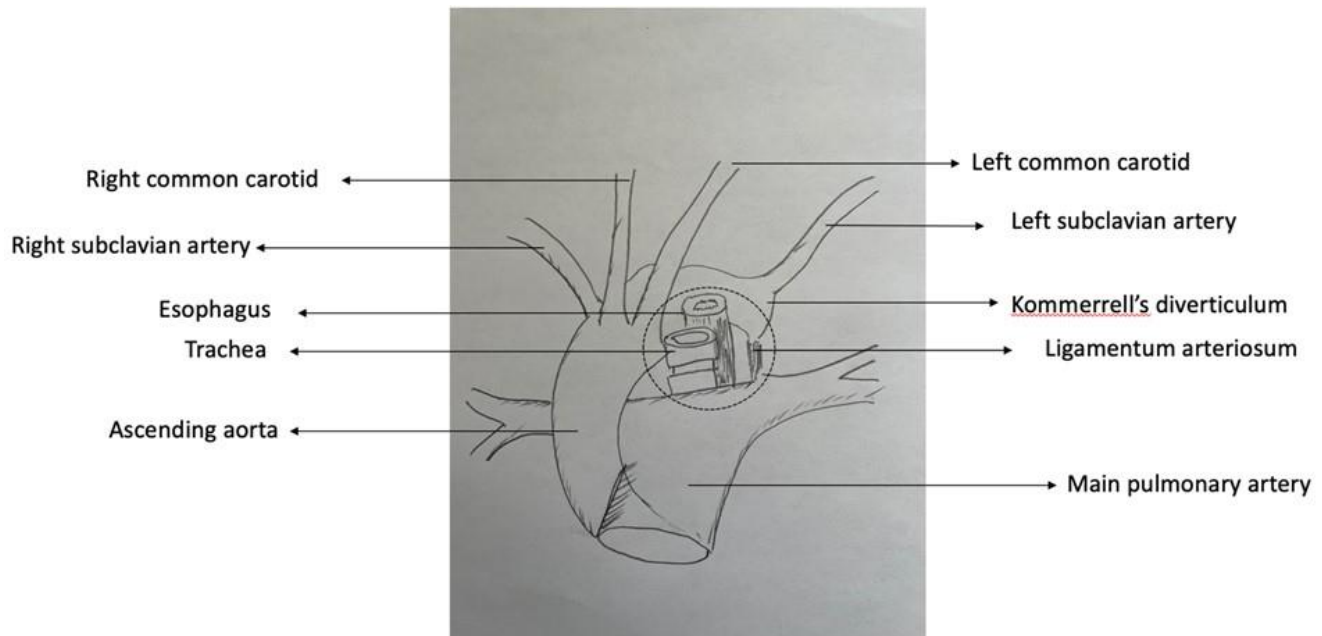 Right common carotid
Left common carotid
Right subclavian artery
Left subclavian artery
Esophagus
Kommerrell's diverticulum
Trachea
Ligamentum arteriosum
Ascending aorta
Main pulmonary artery